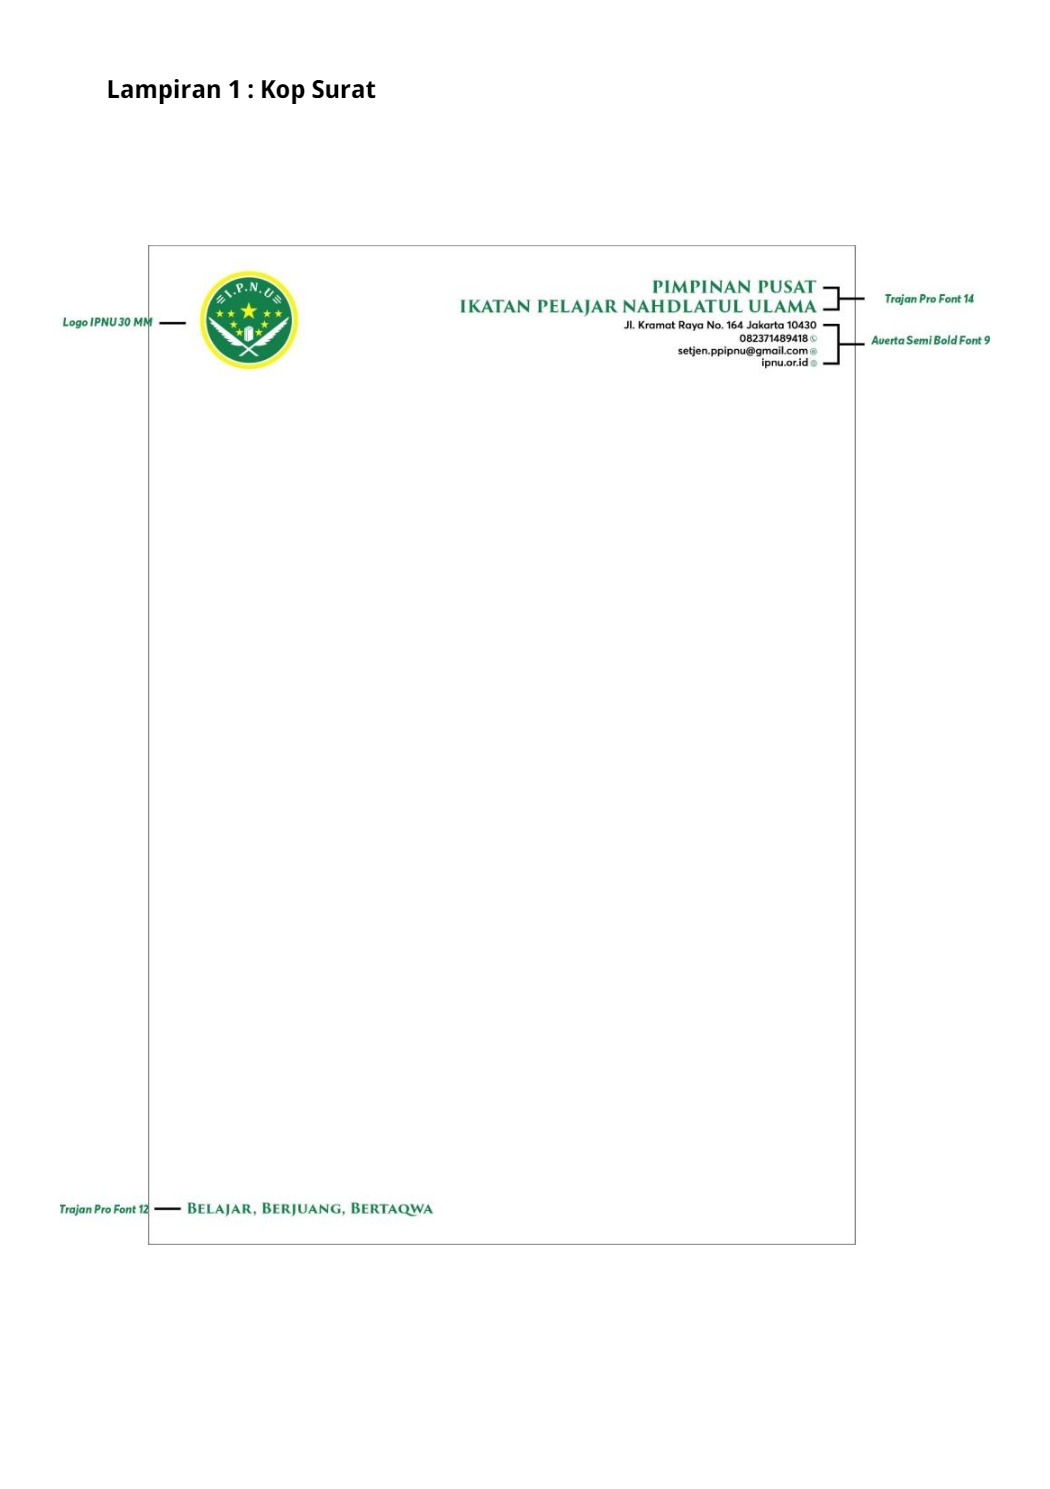 Lampiran 1 : Kop Surat
I.P.N.U
PIMPINAN PUSAT
IKATAN PELAJAR NAHDLATUL ULAMA
Trajan Pro Font 14
Logo IPNU 30 MM
Jl. Kramat Raya No. 164 Jakarta 10430
082371489418
setjen.ppipnu@gmail.com
ipnu.or.id
Averta Semi Bold Font 9
Trajan Pro Font 12
BELAJAR, BERJUANG, BERTAQWA